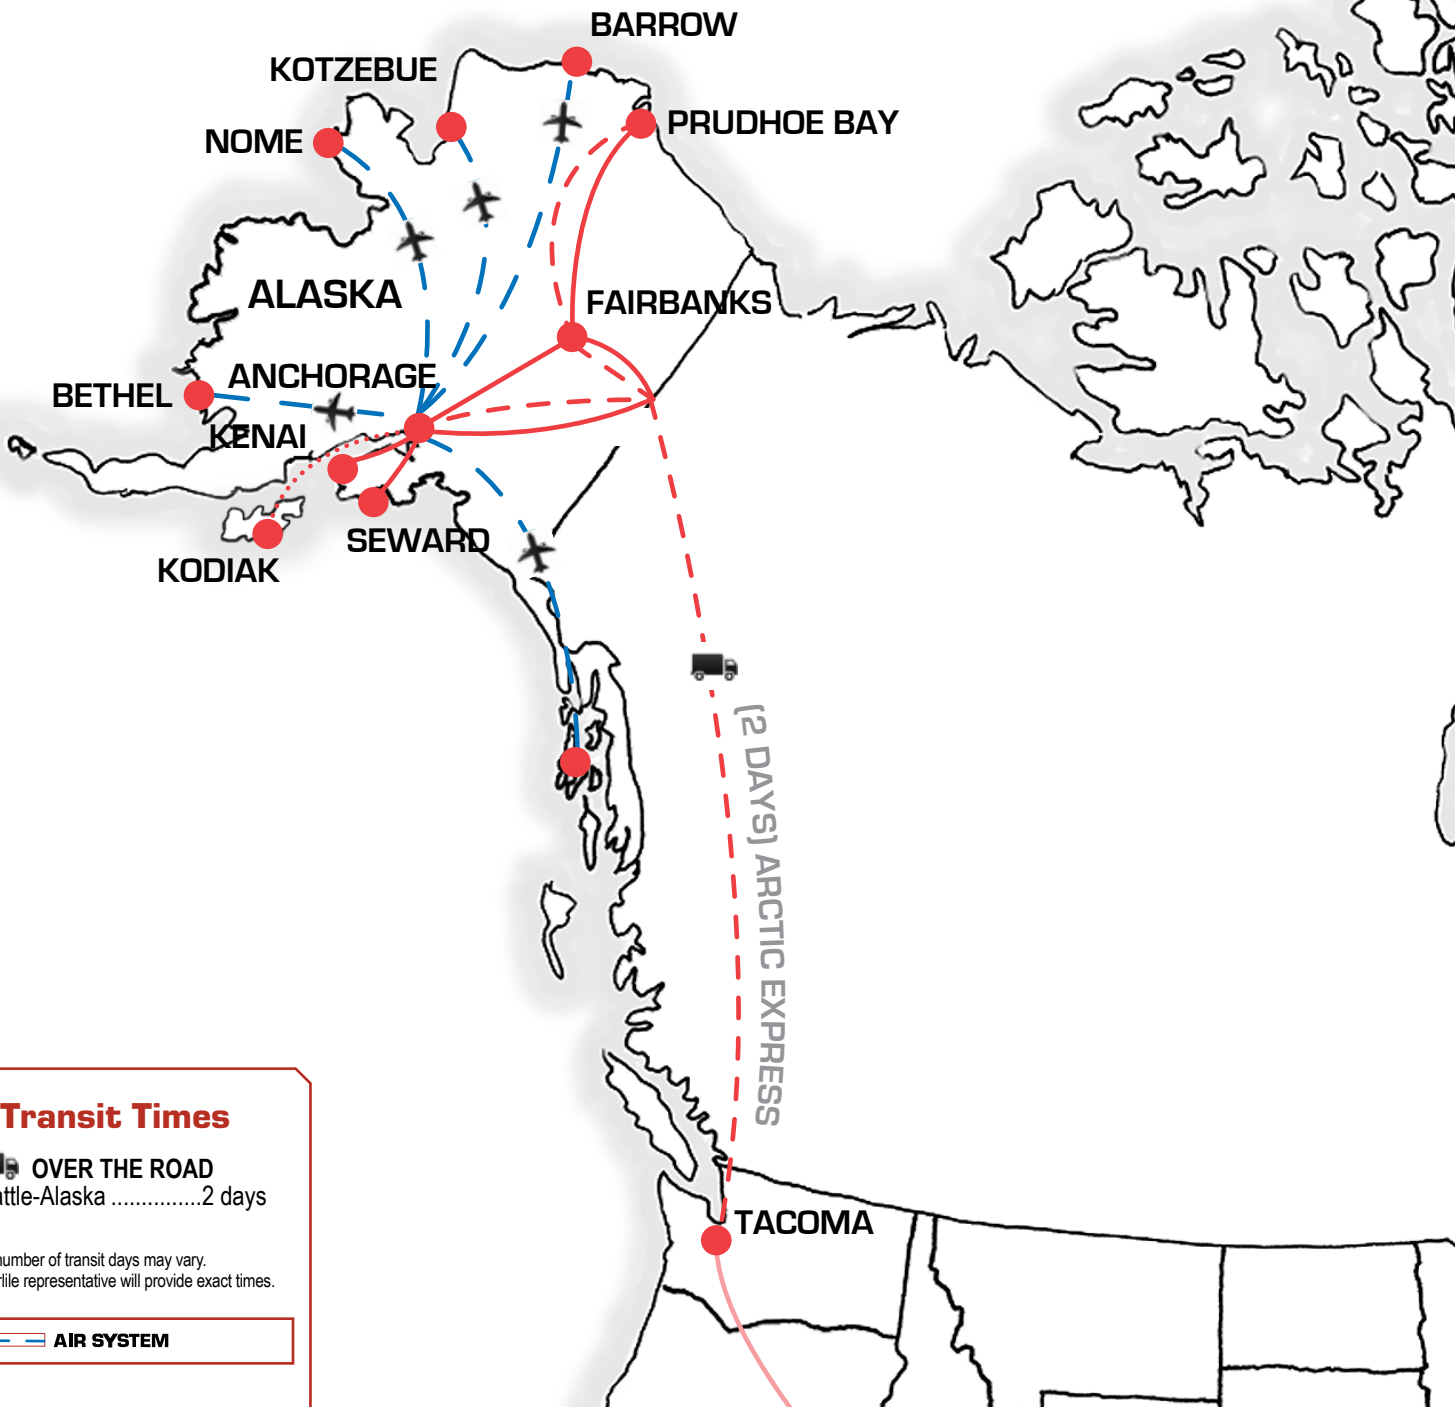 BARROW
KOTZEBUE
NOME
PRUDHOE BAY
ALASKA
FAIRBANKS
ANCHORAGE
BETHEL
KENAI
SEWARD
KODIAK
(2 DAYS) ARCTIC EXPRESS
TACOMA
Transit Times
OVER THE ROAD
attle-Alaska ...............2 days
number of transit days may vary.
rlile representative will provide exact times.
AIR SYSTEM